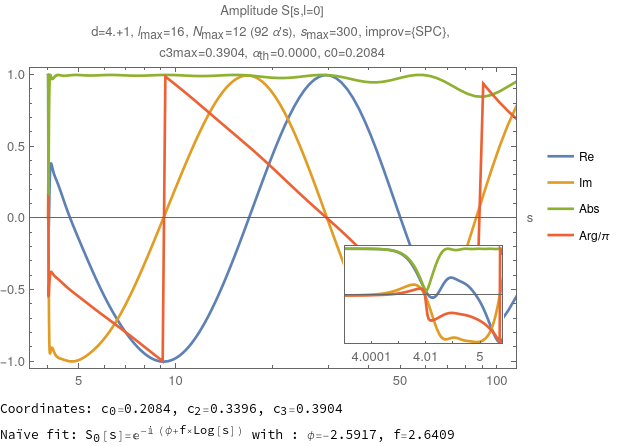 Amplitude S[s,l=0]
d=4.+1, lmax=16, Nmax=12 (92 α's), smax=300, improv={SPC},
c3max=0.3904, αth=0.0000, c0=0.2084
1.0
0.5
0.0
-0.5
-1.0
s
Re
Im
Abs
Arg/π
4.0001 4.01 5
5 10 50 100
Coordinates: c0=0.2084, c2=0.3396, c3=0.3904
Naïve fit: S0[s]=e^-i (ϕ+f×Log[s]) with : ϕ=-2.5917, f=2.6409